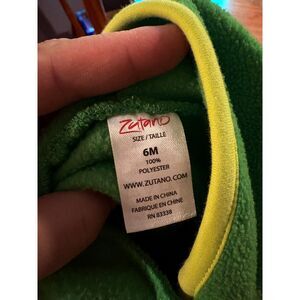 Zutano
SIZE / TAILLE
6M
100%
POLYESTER
WWW.ZUTANO.COM
MADE IN CHINA
FABRIQUE EN CHINE
RN 83338